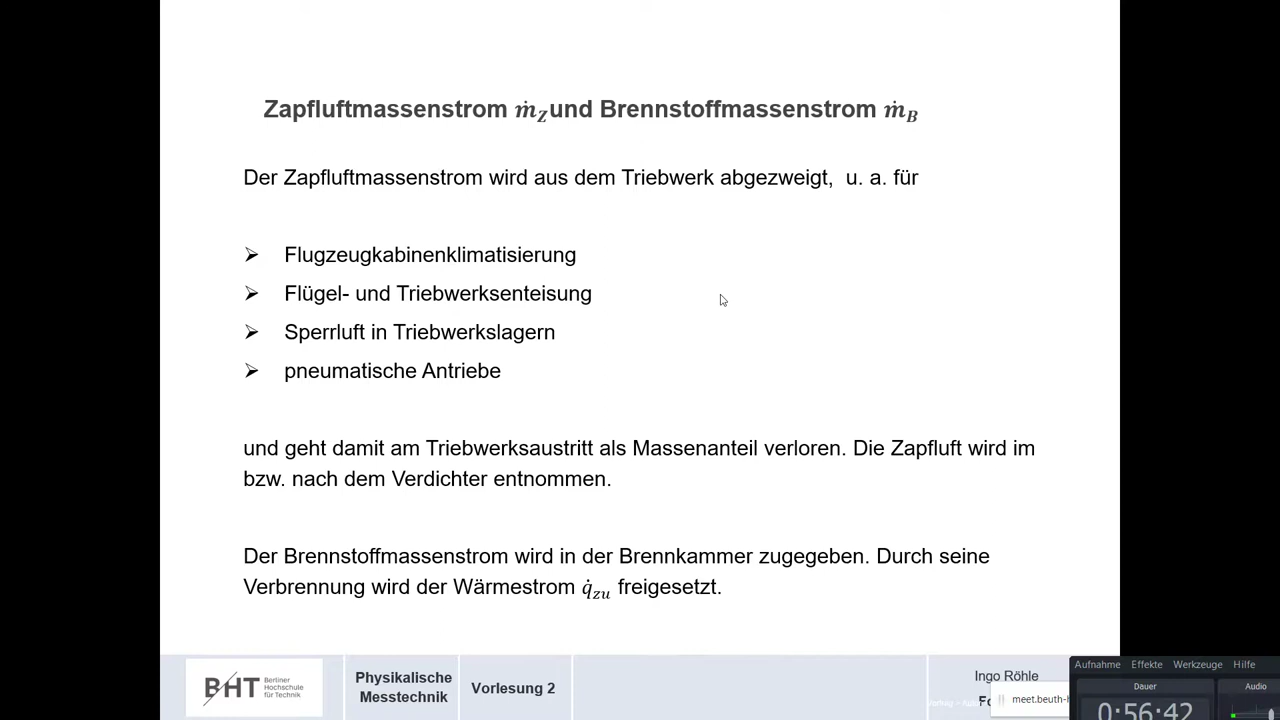 Zapfluftmassenstrom ṁ_Z und Brennstoffmassenstrom ṁ_B
Der Zapfluftmassenstrom wird aus dem Triebwerk abgezweigt, u. a. für
➢ Flugzeugkabinenklimatisierung
➢ Flügel- und Triebwerksenteisung
➢ Sperrluft in Triebwerkslagern
➢ pneumatische Antriebe
und geht damit am Triebwerksaustritt als Massenanteil verloren. Die Zapfluft wird im
bzw. nach dem Verdichter entnommen.
Der Brennstoffmassenstrom wird in der Brennkammer zugegeben. Durch seine
Verbrennung wird der Wärmestrom q̇_zu freigesetzt.
BHT Berliner
Hochschule
für Technik
Physikalische
Messtechnik
Vorlesung 2
Ingo Röhle
Aufnahme Effekte Werkzeuge Hilfe
Dauer Audio
meet.beuth-h
0:56:42